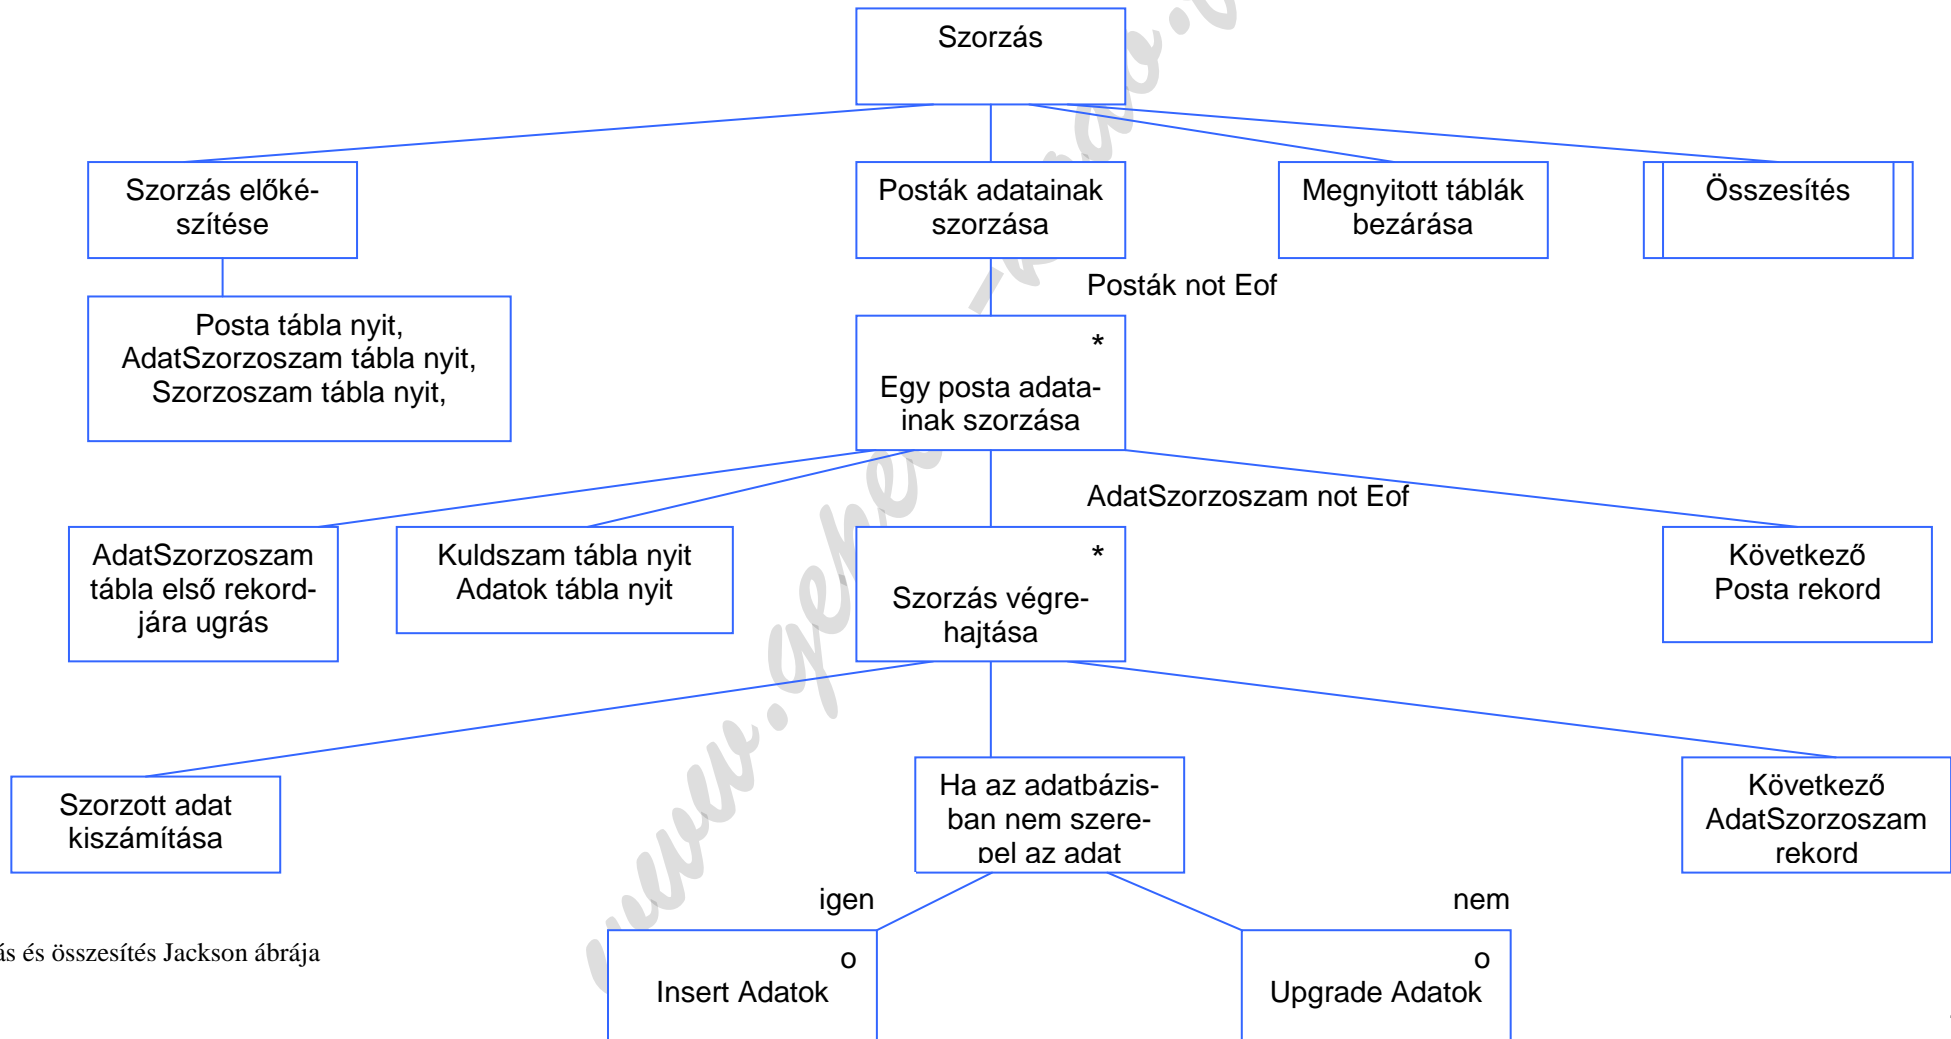 Szorzás
Szorzás előké-
szítése
Posták adatainak
szorzása
Megnyitott táblák
bezárása
Összesítés
Posta tábla nyit,
AdatSzorzoszam tábla nyit,
Szorzoszam tábla nyit,
Posták not Eof
*
Egy posta adata-
inak szorzása
AdatSzorzoszam not Eof
AdatSzorzoszam
tábla első rekord-
jára ugrás
Kuldszam tábla nyit
Adatok tábla nyit
*
Szorzás végre-
hajtása
Következő
Posta rekord
Szorzott adat
kiszámítása
Ha az adatbázis-
ban nem szere-
pel az adat
Következő
AdatSzorzoszam
rekord
igen
nem
o
Insert Adatok
o
Upgrade Adatok
ás és összesítés Jackson ábrája